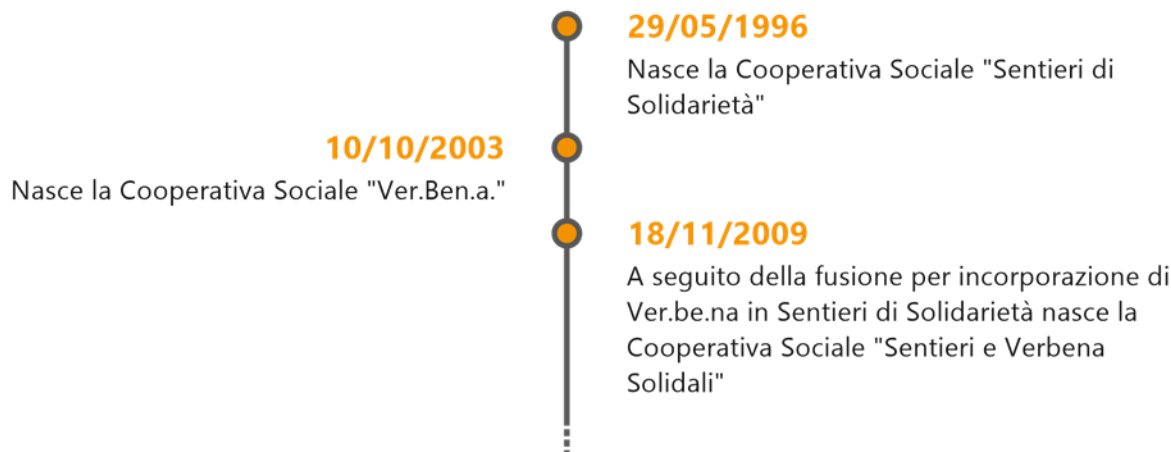 29/05/1996
Nasce la Cooperativa Sociale "Sentieri di
Solidarietà"
10/10/2003
Nasce la Cooperativa Sociale "Ver.Ben.a."
18/11/2009
A seguito della fusione per incorporazione di
Ver.be.na in Sentieri di Solidarietà nasce la
Cooperativa Sociale "Sentieri e Verbena
Solidali"